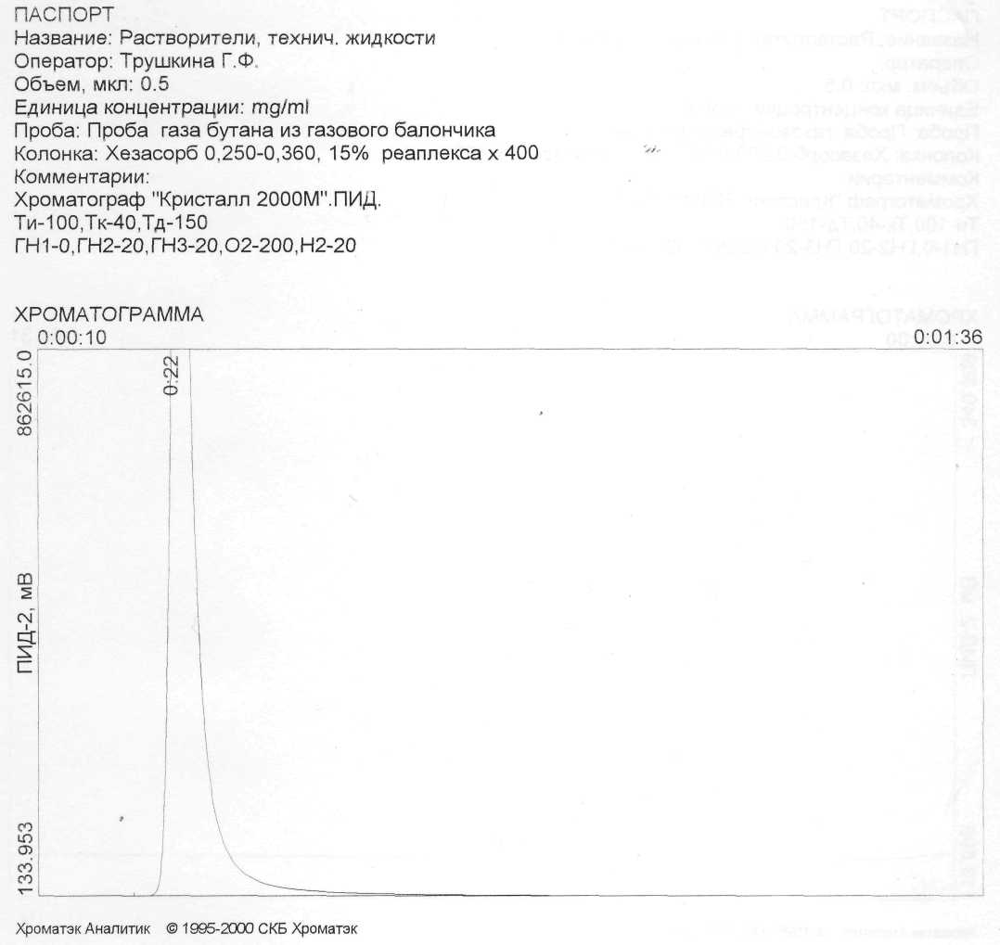 ПАСПОРТ
Название: Растворители, технич. жидкости
Оператор: Трушкина Г.Ф.
Объем, мкл: 0.5
Единица концентрации: mg/ml
Проба: Проба газа бутана из газового балончика
Колонка: Хезасорб 0,250-0,360, 15% реаплекса х 400
Комментарии:
Хроматограф "Кристалл 2000М".ПИД.
Ти-100,Тк-40,Тд-150
ГН1-0,ГН2-20,ГН3-20,О2-200,Н2-20
ХРОМАТОГРАММА
0:00:10 0:01:36
862615.0
0:22
ПИД-2, мВ
133.953
Хроматэк Аналитик © 1995-2000 СКБ Хроматэк